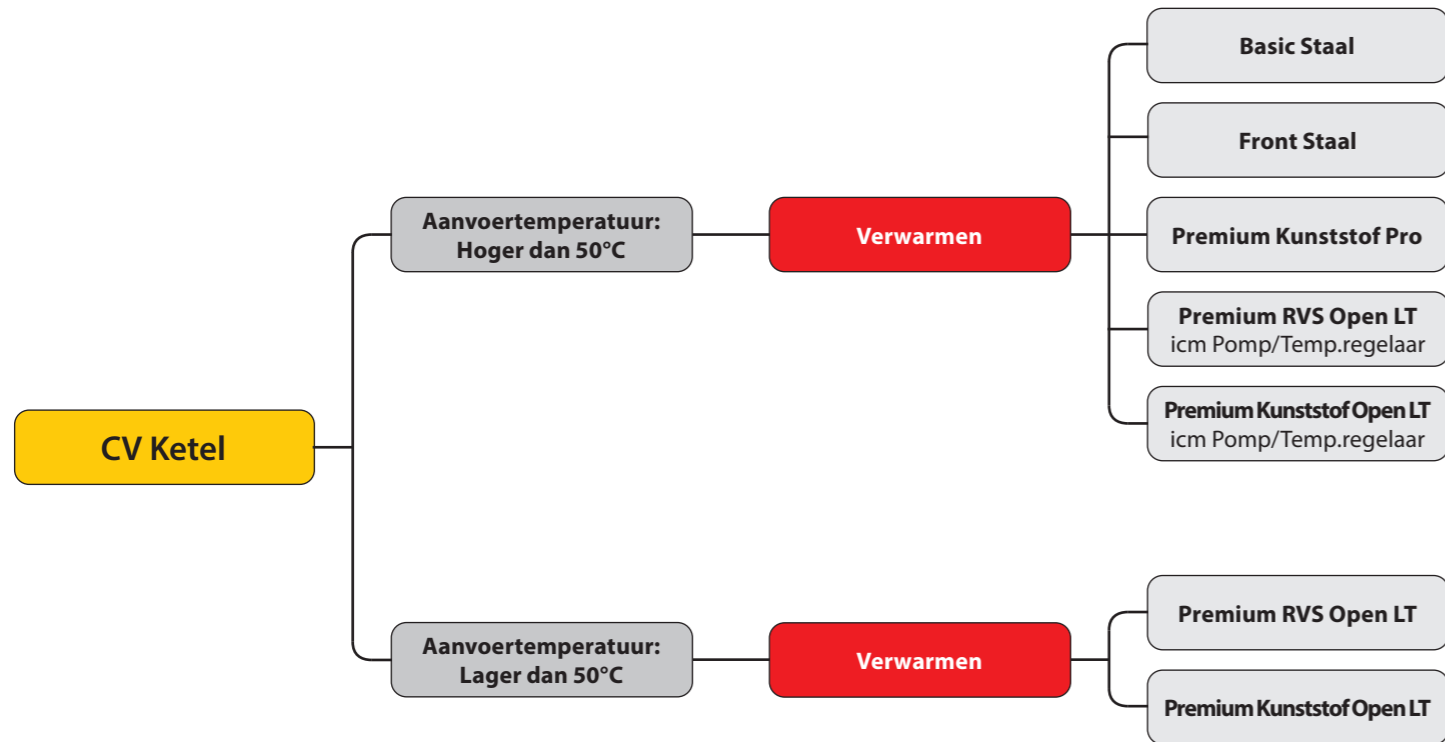 CV Ketel
Aanvoertemperatuur:
Hoger dan 50°C
Verwarmen
Basic Staal
Front Staal
Premium Kunststof Pro
Premium RVS Open LT
icm Pomp/Temp.regelaar
Premium Kunststof Open LT
icm Pomp/Temp.regelaar
Aanvoertemperatuur:
Lager dan 50°C
Verwarmen
Premium RVS Open LT
Premium Kunststof Open LT